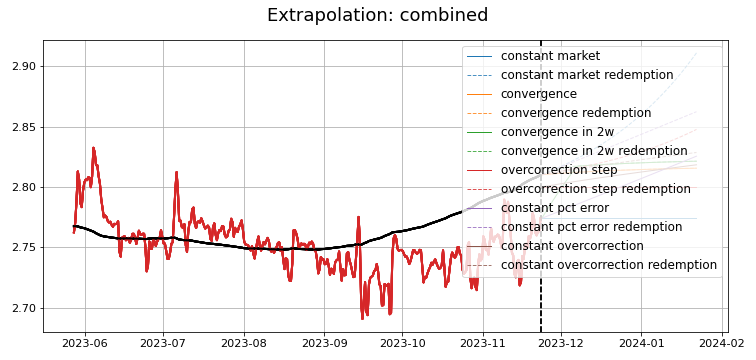 Extrapolation: combined
2.90
2.85
2.80
2.75
2.70
constant market
constant market redemption
convergence
convergence redemption
convergence in 2w
convergence in 2w redemption
overcorrection step
overcorrection step redemption
constant pct error
constant pct error redemption
constant overcorrection
constant overcorrection redemption
2023-06
2023-07
2023-08
2023-09
2023-10
2023-11
2023-12
2024-01
2024-02